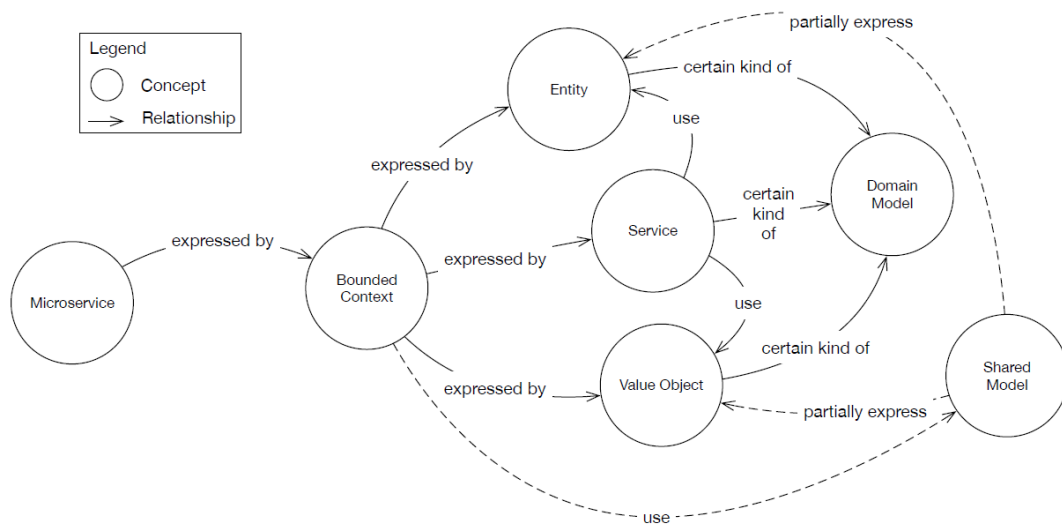 partially express
Legend
Concept
Relationship
Entity
certain kind of
use
expressed by
Domain
Model
certain
kind
of
Service
expressed by
expressed by
Microservice
Bounded
Context
use
certain kind of
Shared
Model
Value Object
expressed by
partially express
use